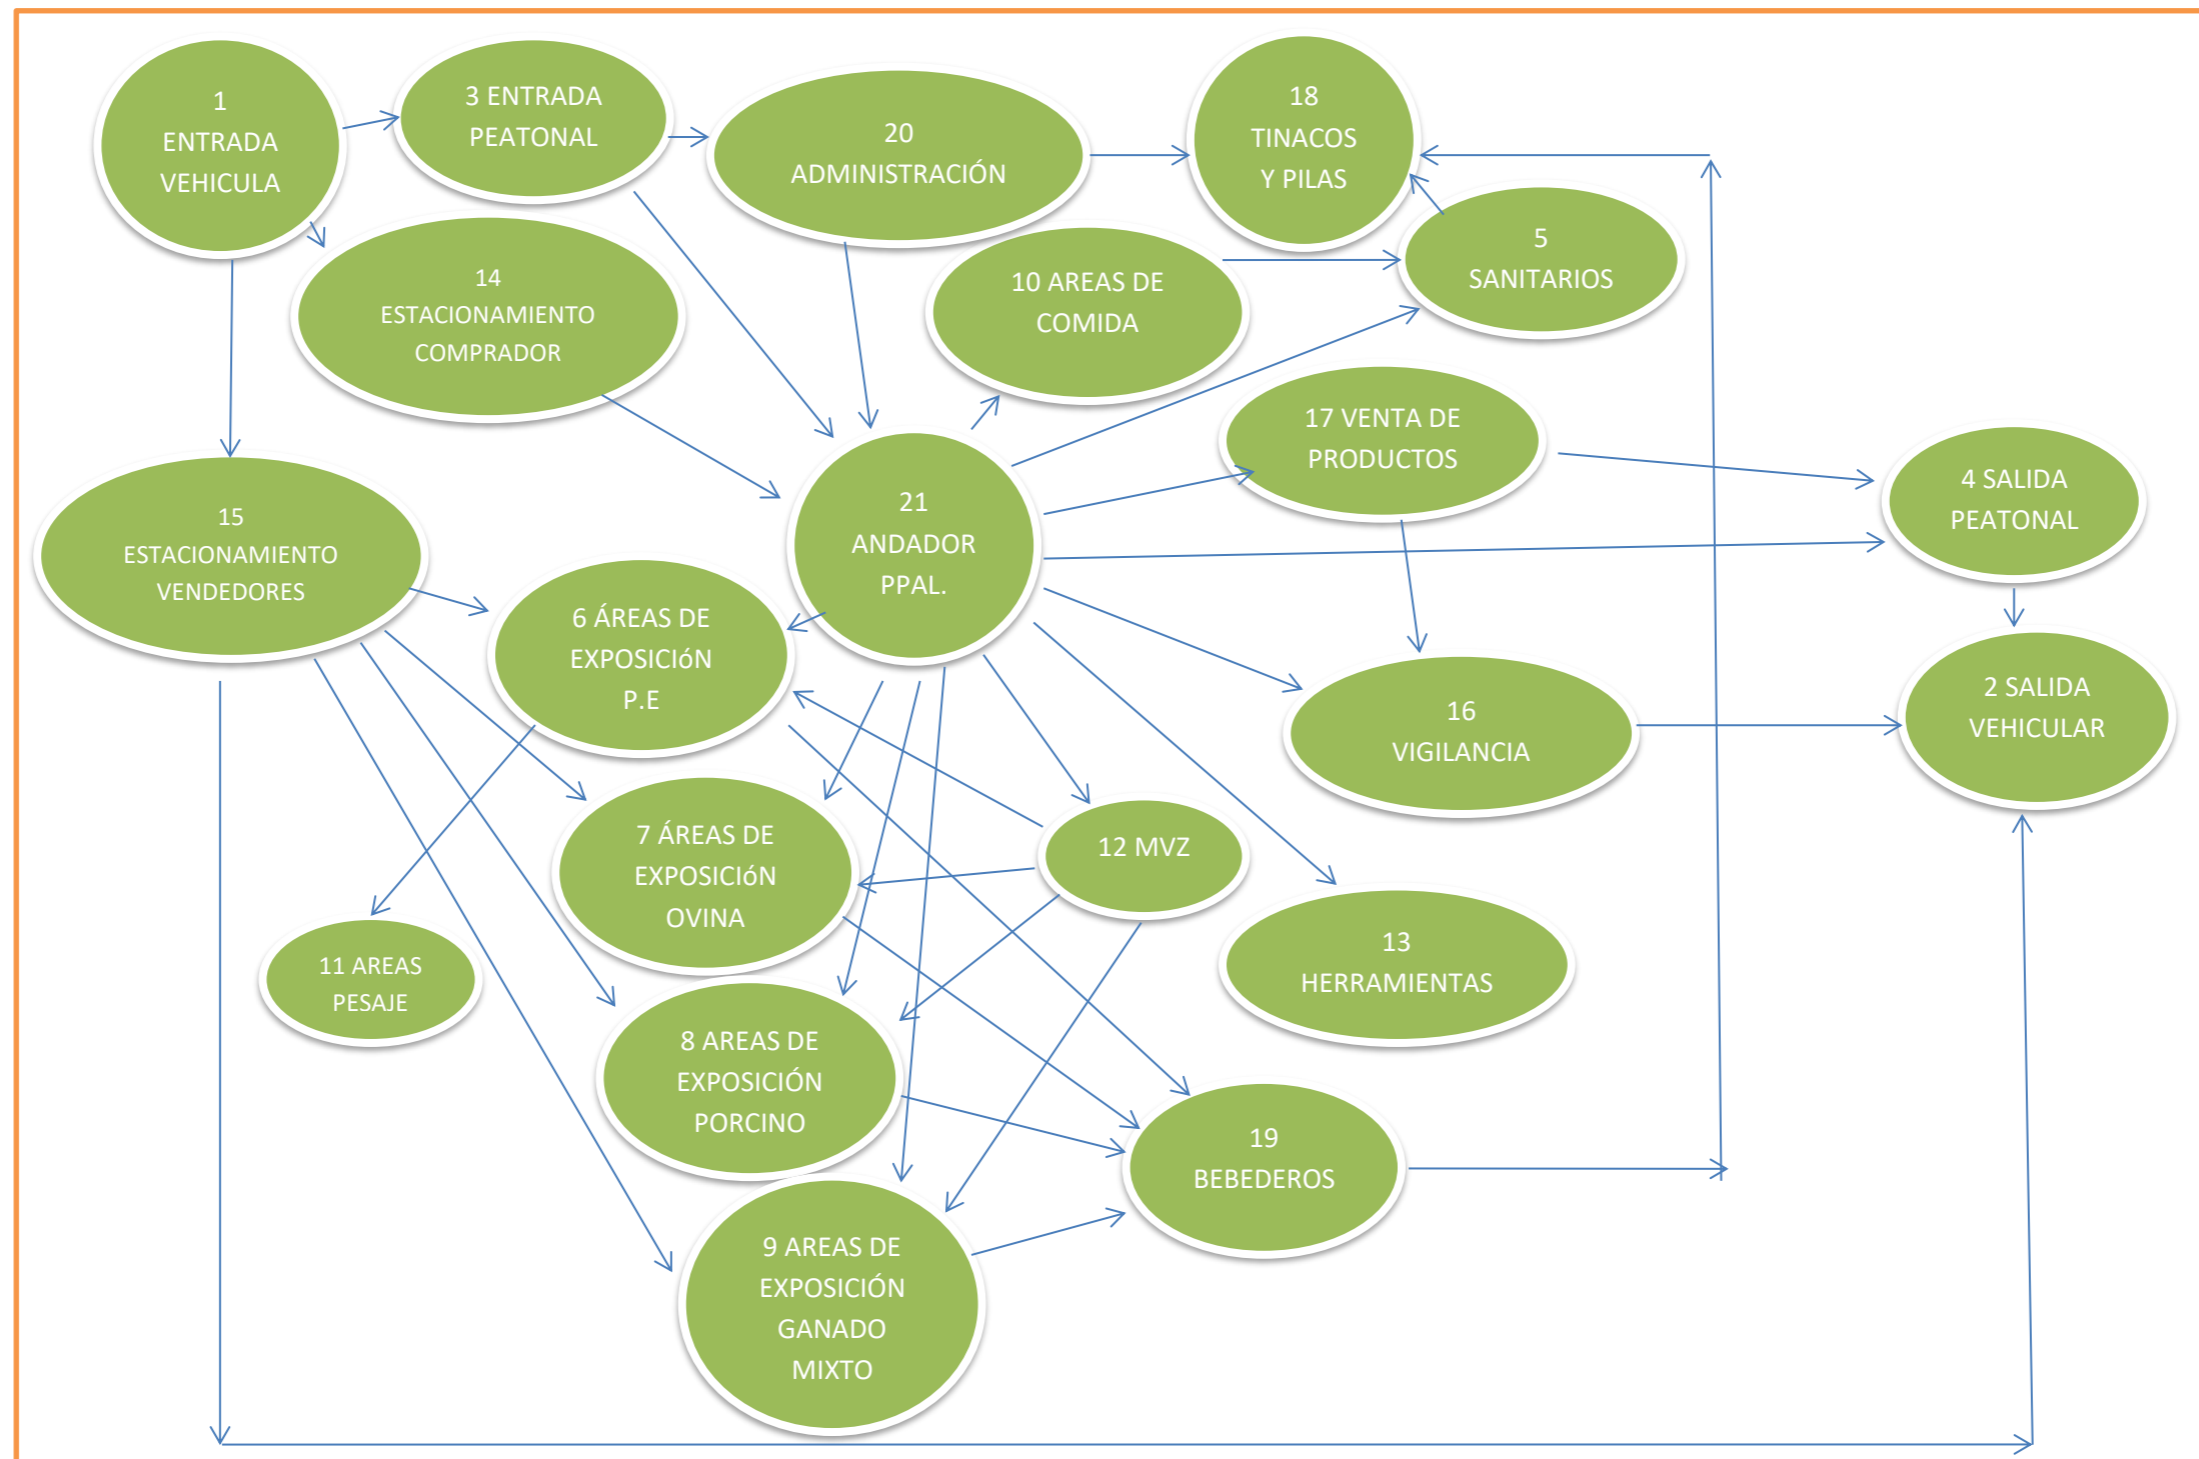 1
ENTRADA
VEHICULA
3 ENTRADA
PEATONAL
20
ADMINISTRACIÓN
18
TINACOS
Y PILAS
5
SANITARIOS
14
ESTACIONAMIENTO
COMPRADOR
10 AREAS DE
COMIDA
17 VENTA DE
PRODUCTOS
4 SALIDA
PEATONAL
15
ESTACIONAMIENTO
VENDEDORES
21
ANDADOR
PPAL.
6 ÁREAS DE
EXPOSICIóN
P.E
16
VIGILANCIA
2 SALIDA
VEHICULAR
7 ÁREAS DE
EXPOSICIóN
OVINA
12 MVZ
11 AREAS
PESAJE
13
HERRAMIENTAS
8 AREAS DE
EXPOSICIÓN
PORCINO
19
BEBEDEROS
9 AREAS DE
EXPOSICIÓN
GANADO
MIXTO